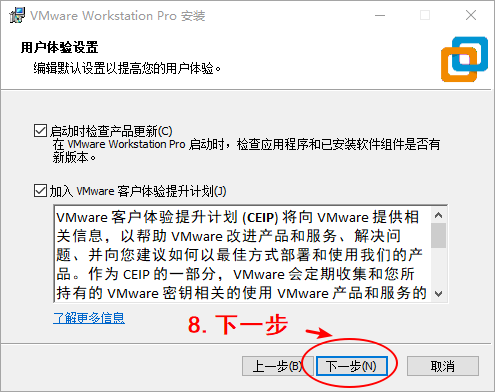 VMware Workstation Pro 安装
用户体验设置
编辑默认设置以提高您的用户体验。
启动时检查产品更新(C)
在 VMware Workstation Pro 启动时，检查应用程序和已安装软件组件是否有
新版本。
加入 VMware 客户体验提升计划(J)
VMware 客户体验提升计划 (CEIP) 将向 VMware 提供相
关信息，以帮助 VMware 改进产品和服务、解决问
题、并向您建议如何以最佳方式部署和使用我们的产
品。作为 CEIP 的一部分，VMware 会定期收集和您所
持有的 VMware 密钥相关的使用 VMware 产品和服务的
了解更多信息
8. 下一步
上一步(B) 下一步(N) 取消